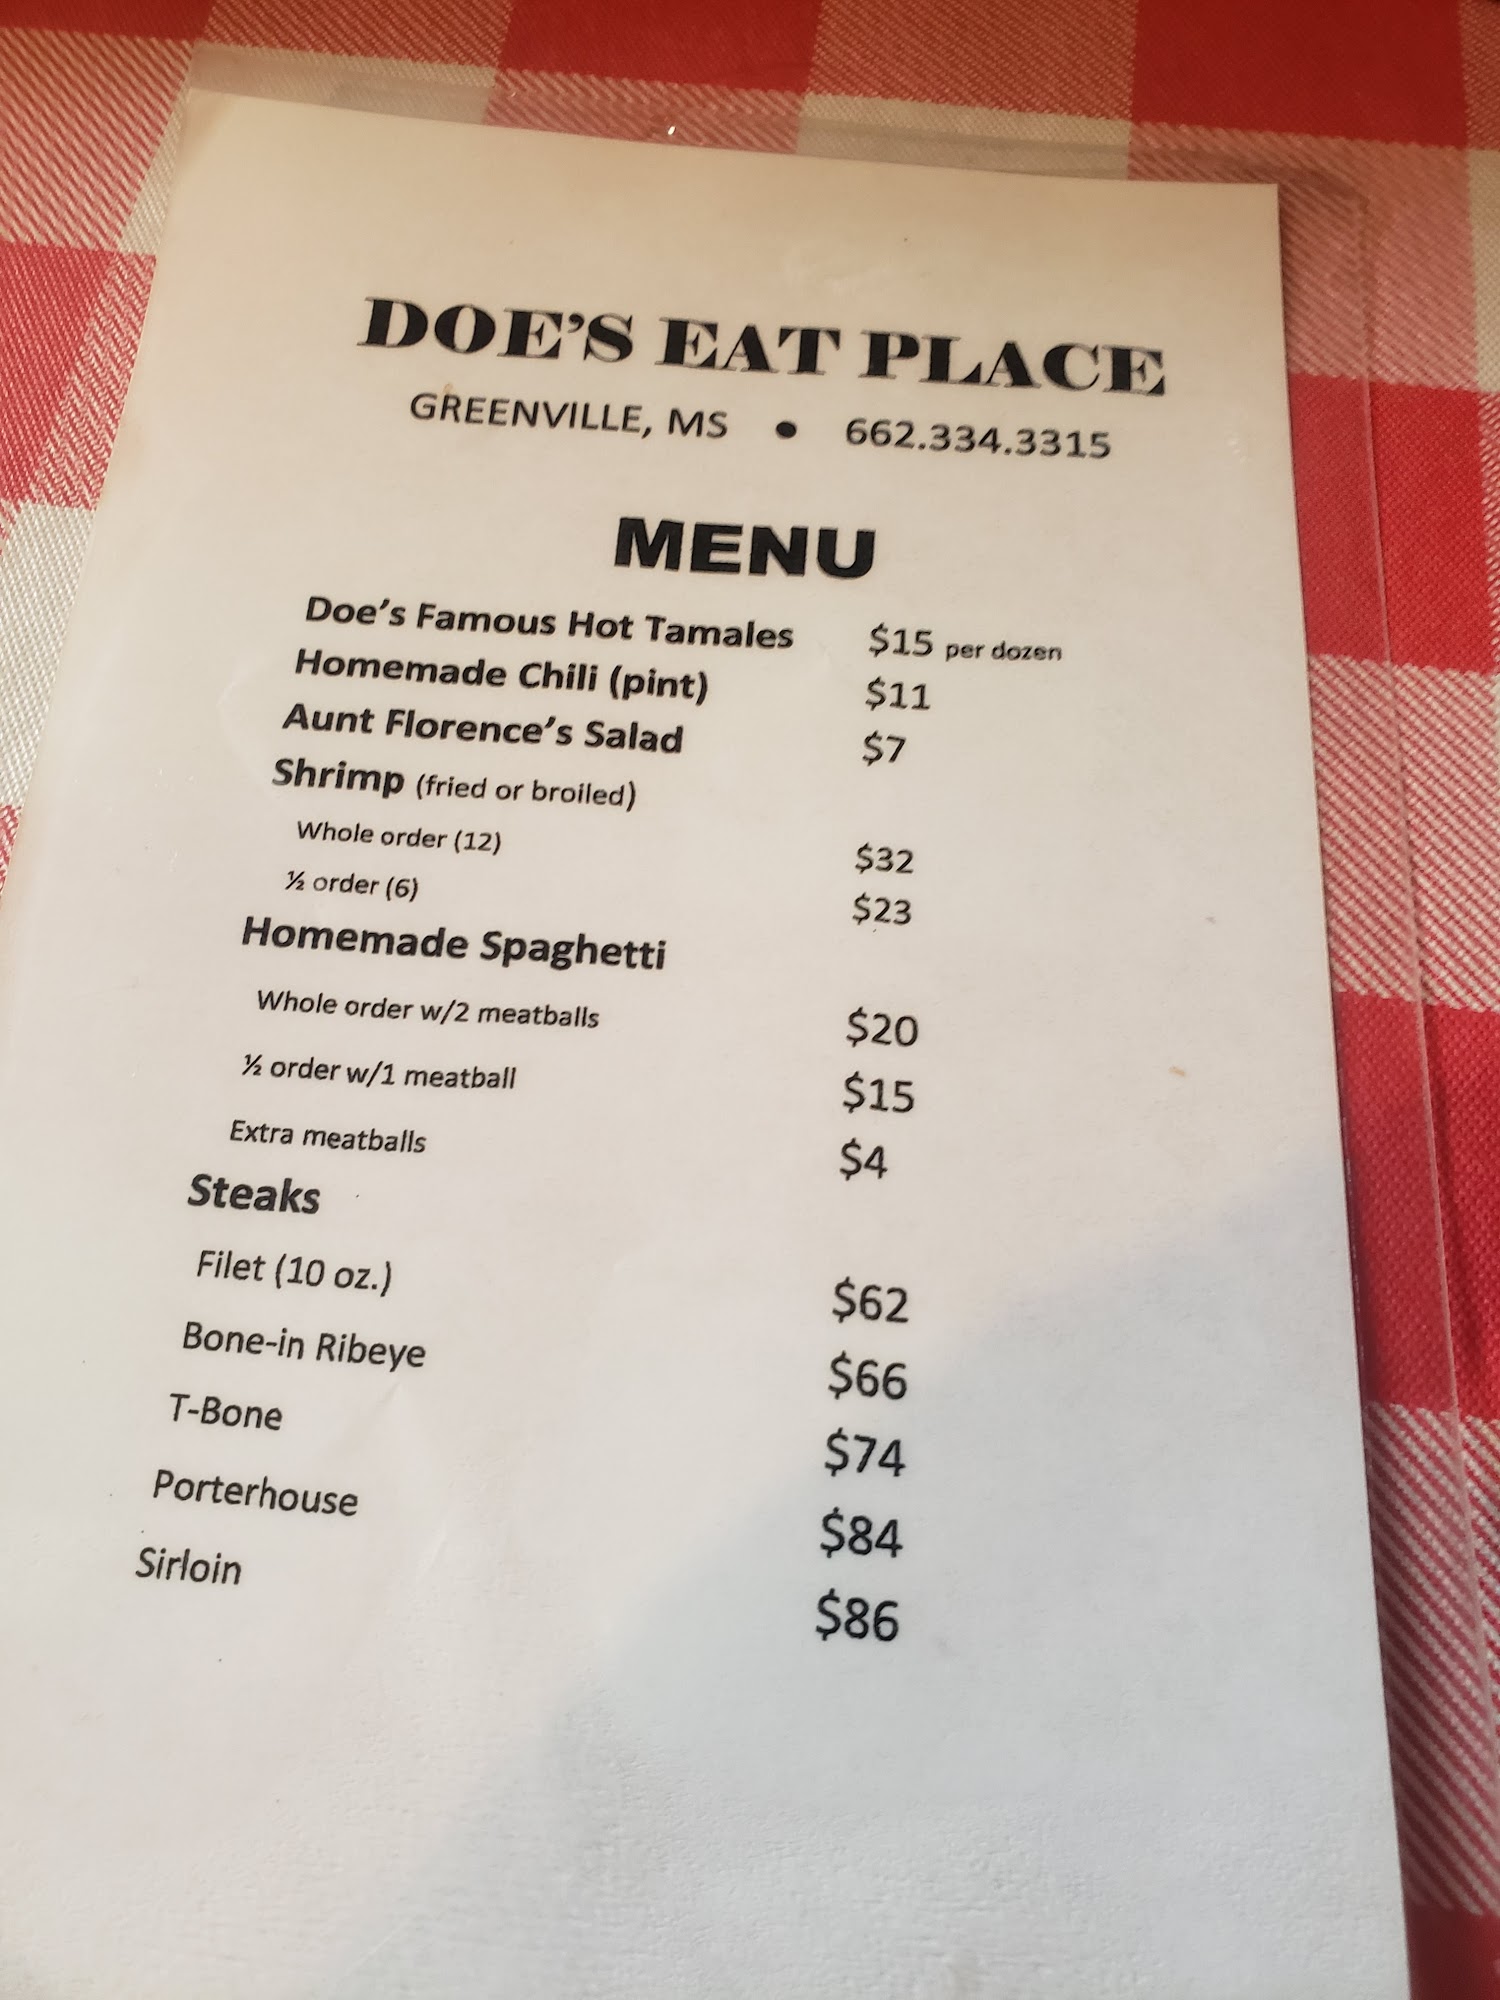 DOE'S EAT PLACE
GREENVILLE, MS • 662.334.3315
MENU
Doe's Famous Hot Tamales $15 per dozen
Homemade Chili (pint) $11
Aunt Florence's Salad $7
Shrimp (fried or broiled)
Whole order (12) $32
½ order (6) $23
Homemade Spaghetti
Whole order w/2 meatballs $20
½ order w/1 meatball $15
Extra meatballs $4
Steaks
Filet (10 oz.) $62
Bone-in Ribeye $66
T-Bone $74
Porterhouse $84
Sirloin $86